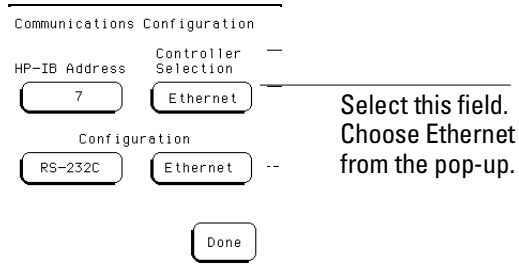 Communications Configuration
Controller
HP-IB Address Selection
7 Ethernet
Configuration
RS-232C Ethernet
Done
Select this field.
Choose Ethernet
from the pop-up.